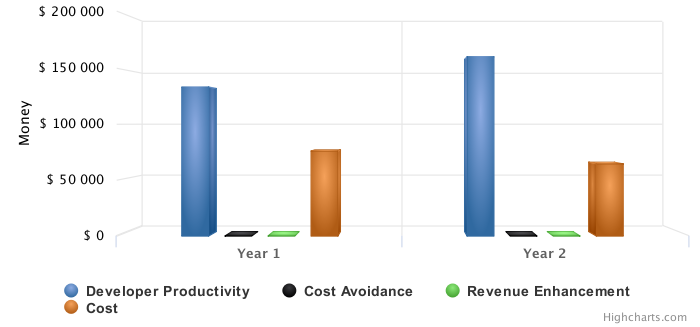 $ 200 000
$ 150 000
Money
$ 100 000
$ 50 000
$ 0
Year 1
Year 2
Developer Productivity
Cost Avoidance
Revenue Enhancement
Cost
Highcharts.com